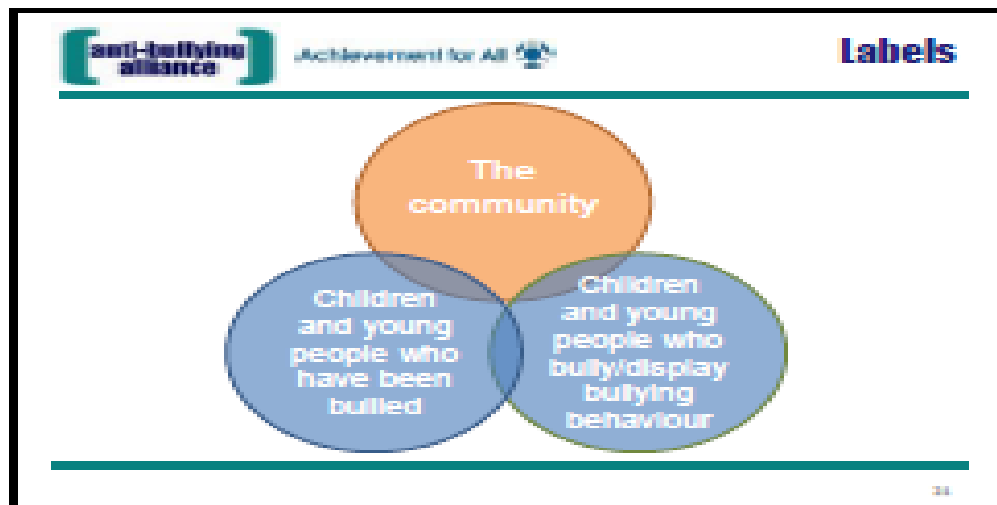 anti-bullying
alliance
Achievement for All
Labels
The
community
Children
and young
people who
have been
bullied
Children
and young
people who
bully/display
bullying
behaviour